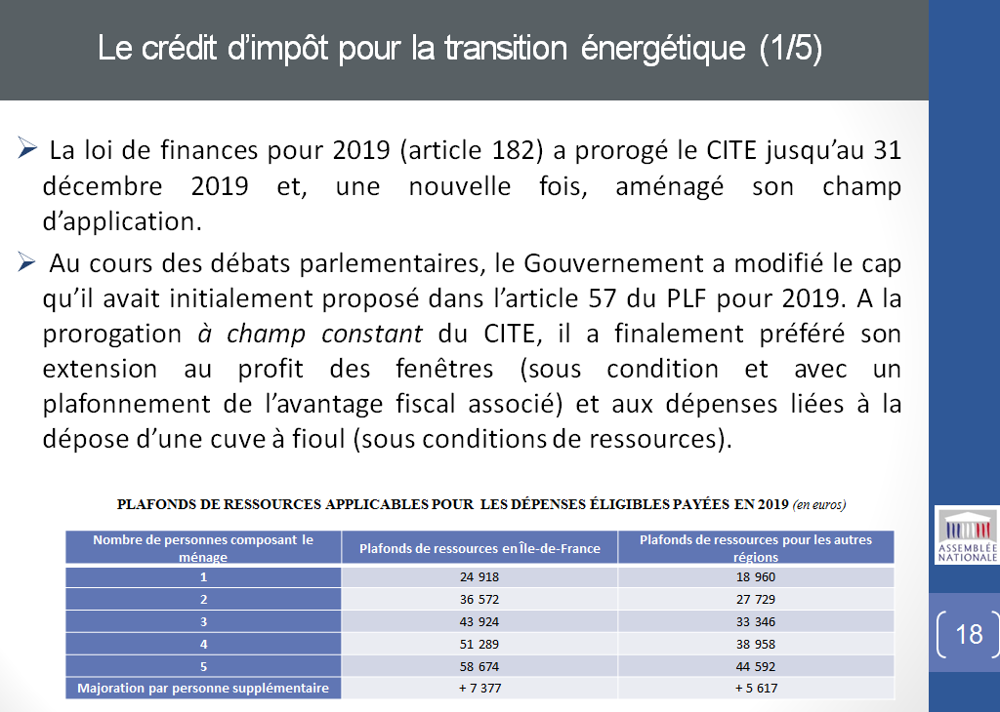 Le crédit d’impôt pour la transition énergétique (1/5)
➢ La loi de finances pour 2019 (article 182) a prorogé le CITE jusqu’au 31
décembre 2019 et, une nouvelle fois, aménagé son champ
d’application.
➢ Au cours des débats parlementaires, le Gouvernement a modifié le cap
qu’il avait initialement proposé dans l’article 57 du PLF pour 2019. A la
prorogation à champ constant du CITE, il a finalement préféré son
extension au profit des fenêtres (sous condition et avec un
plafonnement de l’avantage fiscal associé) et aux dépenses liées à la
dépose d’une cuve à fioul (sous conditions de ressources).
PLAFONDS DE RESSOURCES APPLICABLES POUR LES DÉPENSES ÉLIGIBLES PAYÉES EN 2019 (en euros)
Nombre de personnes composant le
ménage
Plafonds de ressources en Île-de-France
Plafonds de ressources pour les autres
régions
1 24 918 18 960
2 36 572 27 729
3 43 924 33 346
4 51 289 38 958
5 58 674 44 592
Majoration par personne supplémentaire + 7 377 + 5 617
ASSEMBLÉE
NATIONALE
18